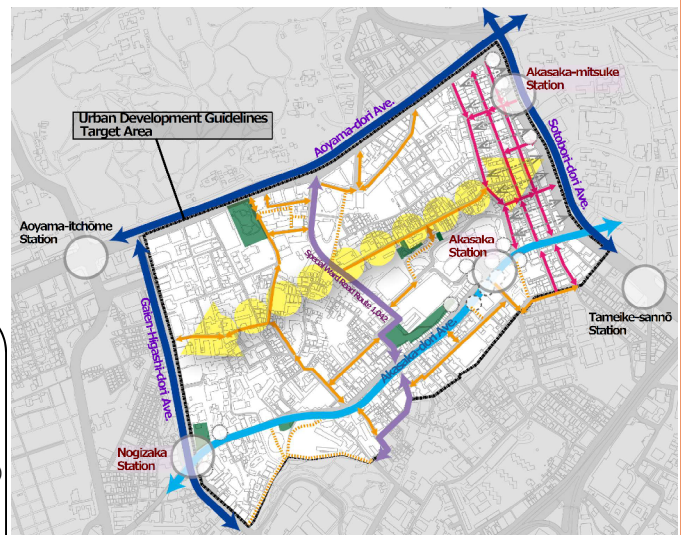 Akasaka-mitsuke
Station
Urban Development Guidelines
Target Area
Aoyama-dori Ave.
Sotobori-dori Ave.
Aoyama-itchōme
Station
Akasaka
Station
Special Ward Road Route 1,042
Gaien-Higashi-dori Ave.
Akasaka-dori Ave.
Tameike-sannō
Station
Nogizaka
Station